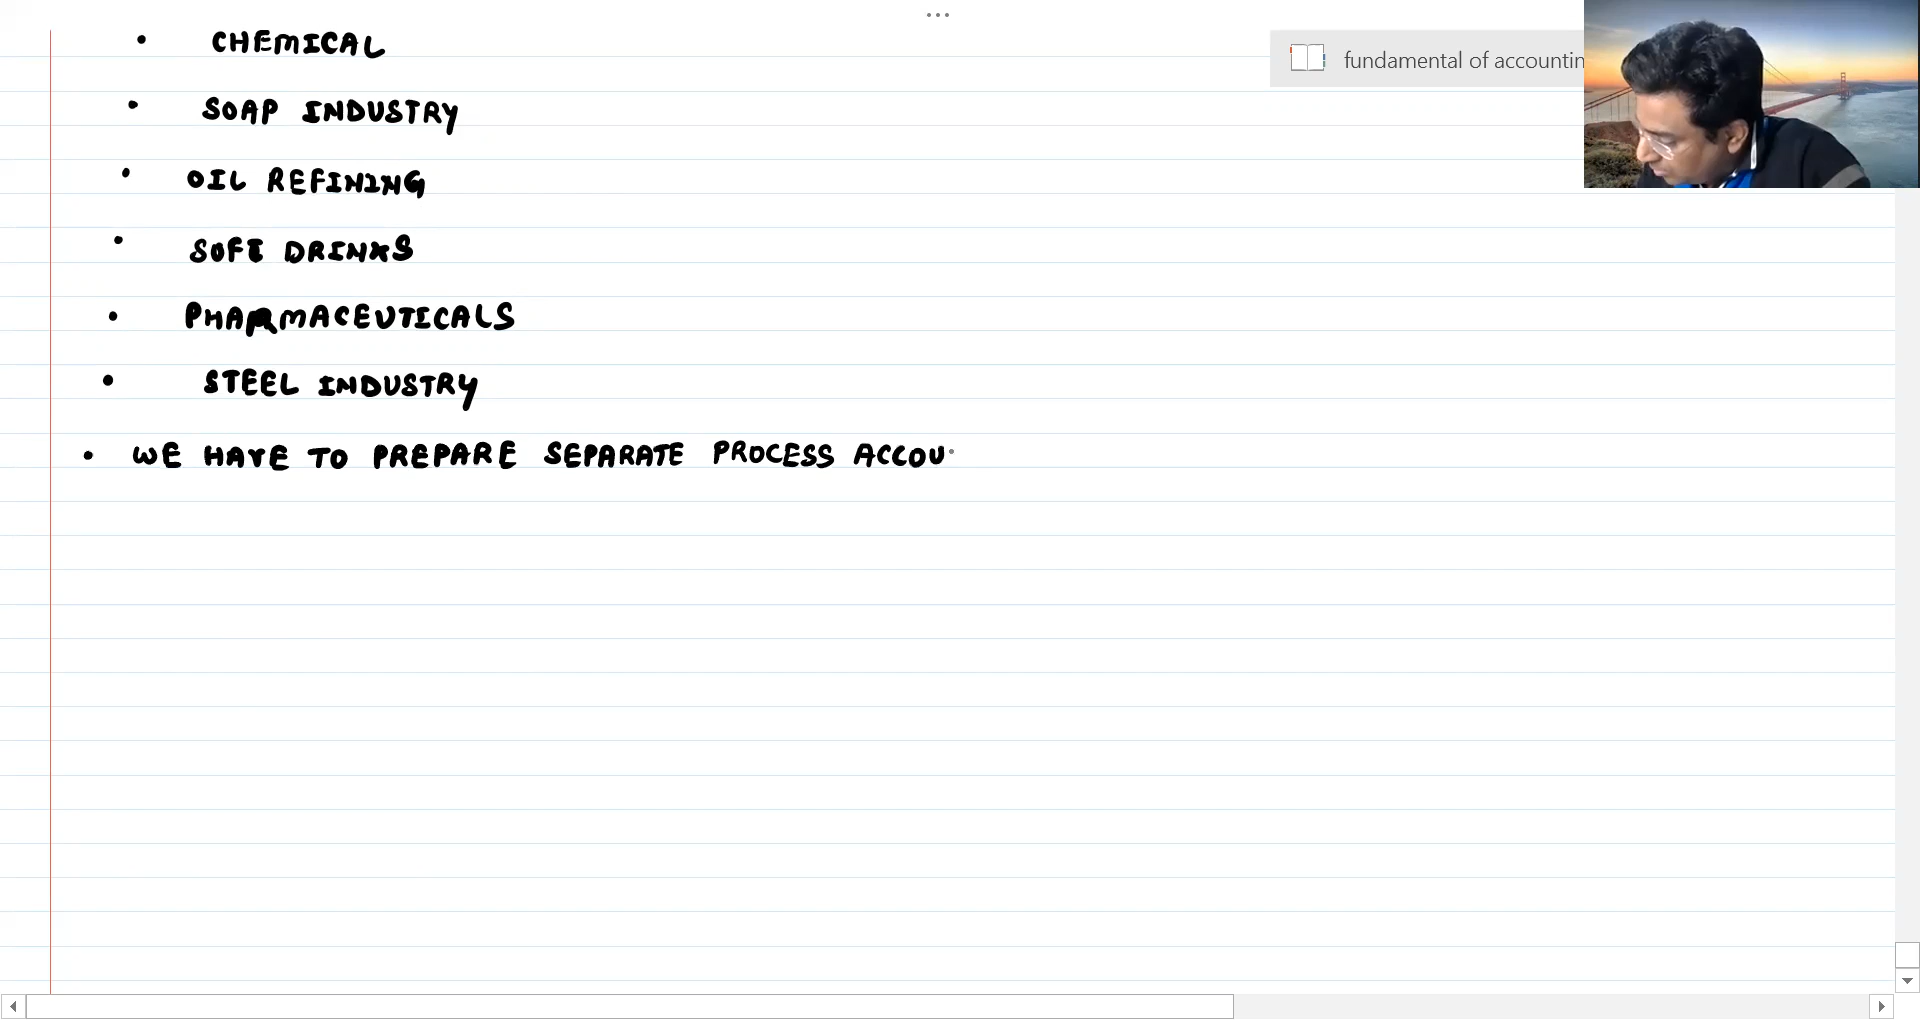 • CHEMICAL
fundamental of accountin
• SOAP INDUSTRY
• OIL REFINING
• SOFT DRINKS
• PHARMACEUTICALS
• STEEL INDUSTRY
• WE HAVE TO PREPARE SEPARATE PROCESS ACCOU